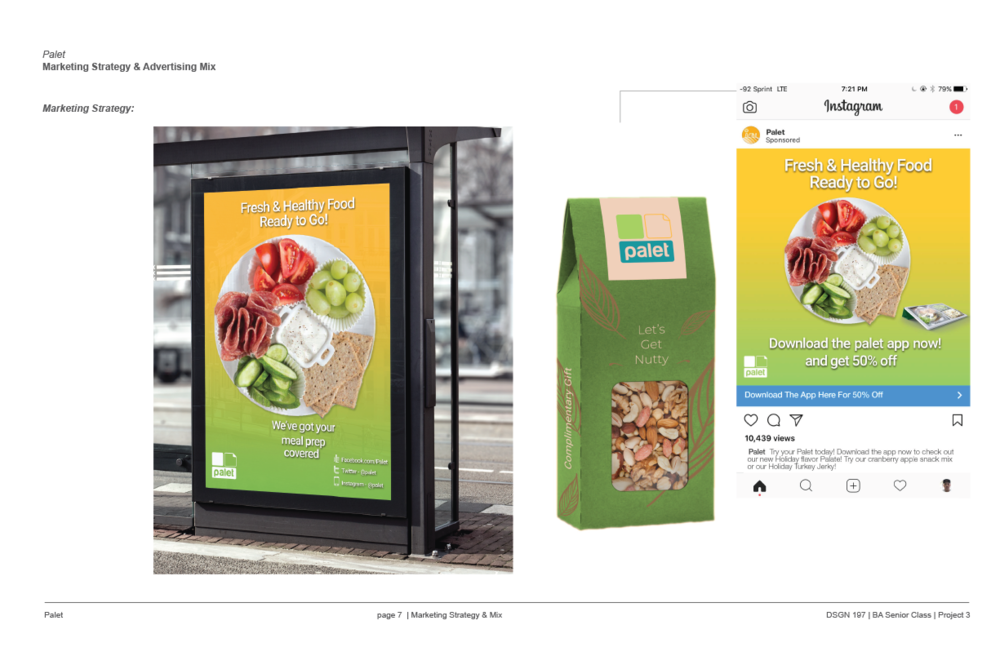 Palet
Marketing Strategy & Advertising Mix
Marketing Strategy:
Fresh & Healthy Food
Ready to Go!
We've got your
meal prep
covered
palet
Facebook.com/Palet
Twitter - @palet
Instagram - @palet
palet
Let's
Get
Nutty
Complimentary Gift
-92 Sprint LTE
7:21 PM
79%
Instagram
1
Palet
Sponsored
Fresh & Healthy Food
Ready to Go!
Download the palet app now!
and get 50% off
palet
Download The App Here For 50% Off
10,439 views
Palet Try your Palet today! Download the app now to check out
our new Holiday flavor Palate! Try our cranberry apple snack mix
or our Holiday Turkey Jerky!
Palet
page 7 | Marketing Strategy & Mix
DSGN 197 | BA Senior Class | Project 3